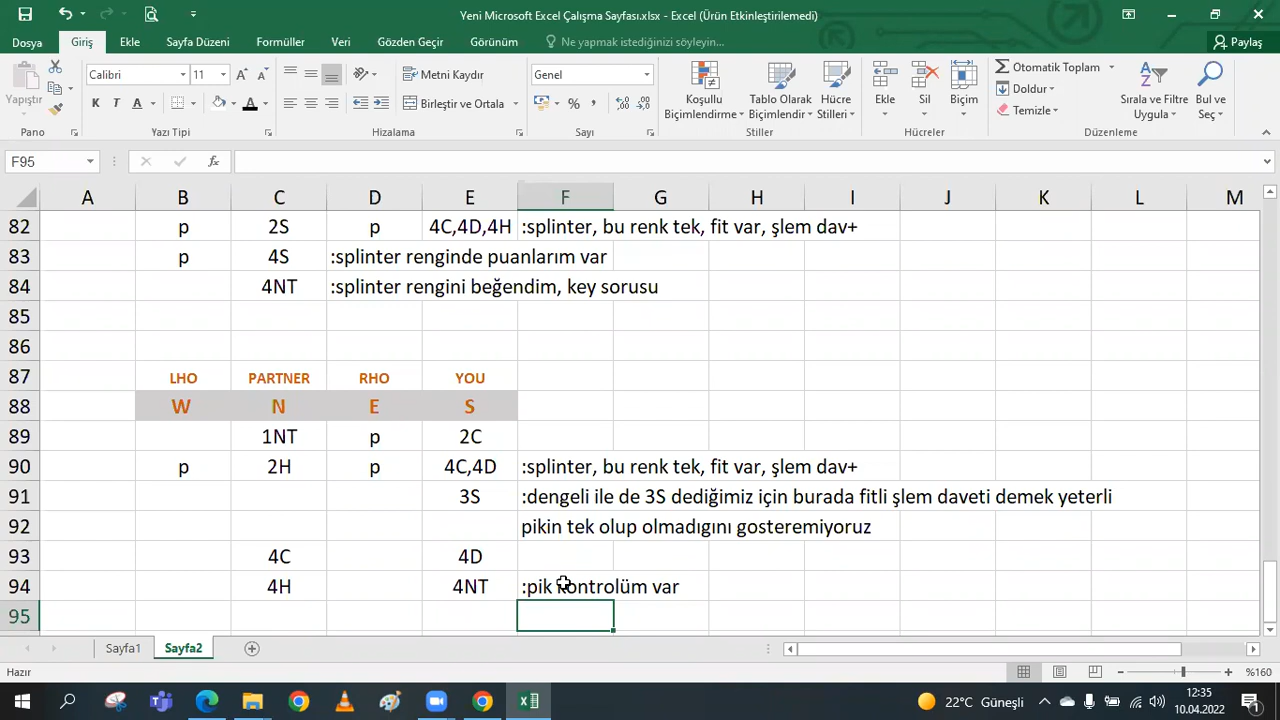 Yeni Microsoft Excel Çalışma Sayfası.xlsx - Excel (Ürün Etkinleştirilemedi)
Dosya Giriş Ekle Sayfa Düzeni Formüller Veri Gözden Geçir Görünüm Ne yapmak istediğinizi söyleyin... Paylaş
Yapıştır
Calibri 11
K T A
Metni Kaydır
Birleştir ve Ortala
Genel
%
Koşullu Biçimlendirme
Tablo Olarak Biçimlendir
Hücre Stilleri
Ekle
Sil
Biçim
Otomatik Toplam
Doldur
Temizle
Sırala ve Filtre Uygula
Bul ve Seç
Pano Yazı Tipi Hizalama Sayı Stiller Hücreler Düzenleme
F95 fx
A B C D E F G H I J K L M
82 p 2S p 4C,4D,4H :splinter, bu renk tek, fit var, şlem dav+
83 p 4S :splinter renginde puanlarım var
84 4NT :splinter rengini beğendim, key sorusu
85
86
87 LHO PARTNER RHO YOU
88 W N E S
89 1NT p 2C
90 p 2H p 4C,4D :splinter, bu renk tek, fit var, şlem dav+
91 3S :dengeli ile de 3S dediğimiz için burada fitli şlem daveti demek yeterli
92 pikin tek olup olmadıgını gosteremiyoruz
93 4C 4D
94 4H 4NT :pik kontrolüm var
95
Sayfa1 Sayfa2
Hazır %160
22°C Güneşli 12:35
10.04.2022